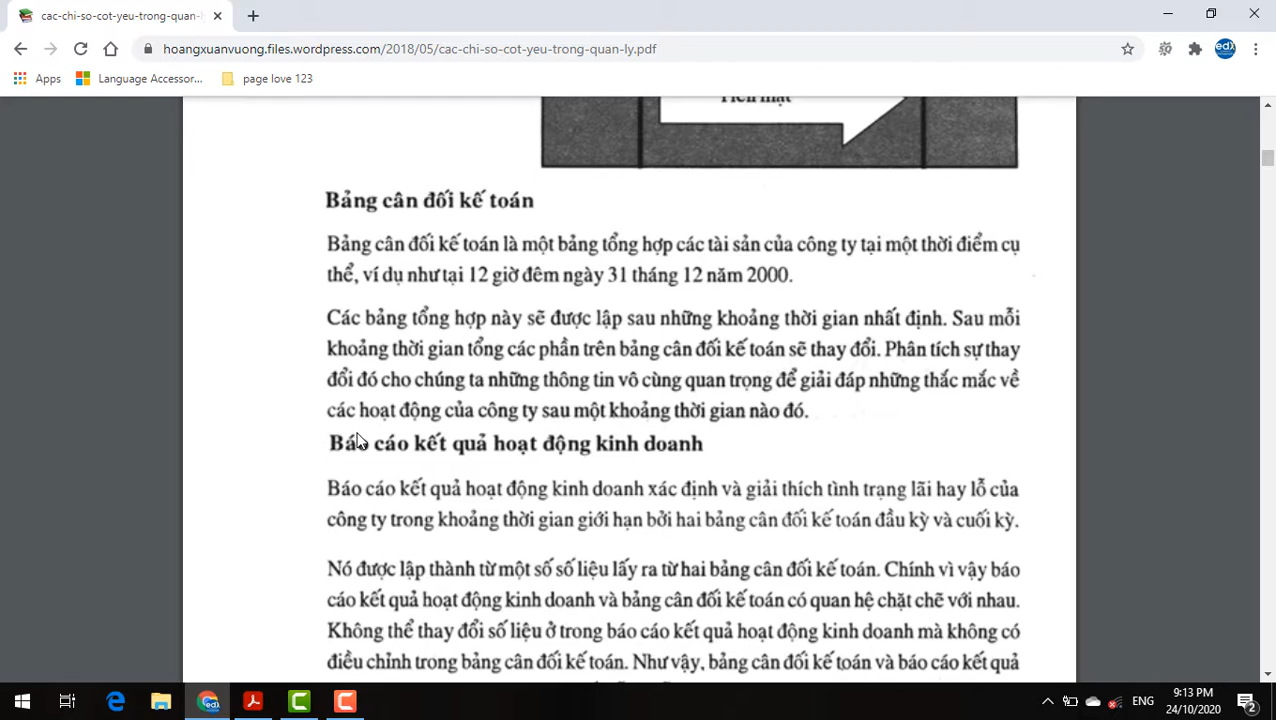 cac-chi-so-cot-yeu-trong-quan-l
hoangxuanvuong.files.wordpress.com/2018/05/cac-chi-so-cot-yeu-trong-quan-ly.pdf
edX
Apps
Language Accessor...
page love 123
Bảng cân đối kế toán
Bảng cân đối kế toán là một bảng tổng hợp các tài sản của công ty tại một thời điểm cụ
thể, ví dụ như tại 12 giờ đêm ngày 31 tháng 12 năm 2000.
Các bảng tổng hợp này sẽ được lập sau những khoảng thời gian nhất định. Sau mỗi
khoảng thời gian tổng các phần trên bảng cân đối kế toán sẽ thay đổi. Phân tích sự thay
đổi đó cho chúng ta những thông tin vô cùng quan trọng để giải đáp những thắc mắc về
các hoạt động của công ty sau một khoảng thời gian nào đó.
Báo cáo kết quả hoạt động kinh doanh
Báo cáo kết quả hoạt động kinh doanh xác định và giải thích tình trạng lãi hay lỗ của
công ty trong khoảng thời gian giới hạn bởi hai bảng cân đối kế toán đầu kỳ và cuối kỳ.
Nó được lập thành từ một số số liệu lấy ra từ hai bảng cân đối kế toán. Chính vì vậy báo
cáo kết quả hoạt động kinh doanh và bảng cân đối kế toán có quan hệ chặt chẽ với nhau.
Không thể thay đổi số liệu ở trong báo cáo kết quả hoạt động kinh doanh mà không có
điều chỉnh trong bảng cân đối kế toán. Như vậy, bảng cân đối kế toán và báo cáo kết quả
edX
ENG
9:13 PM
24/10/2020
2